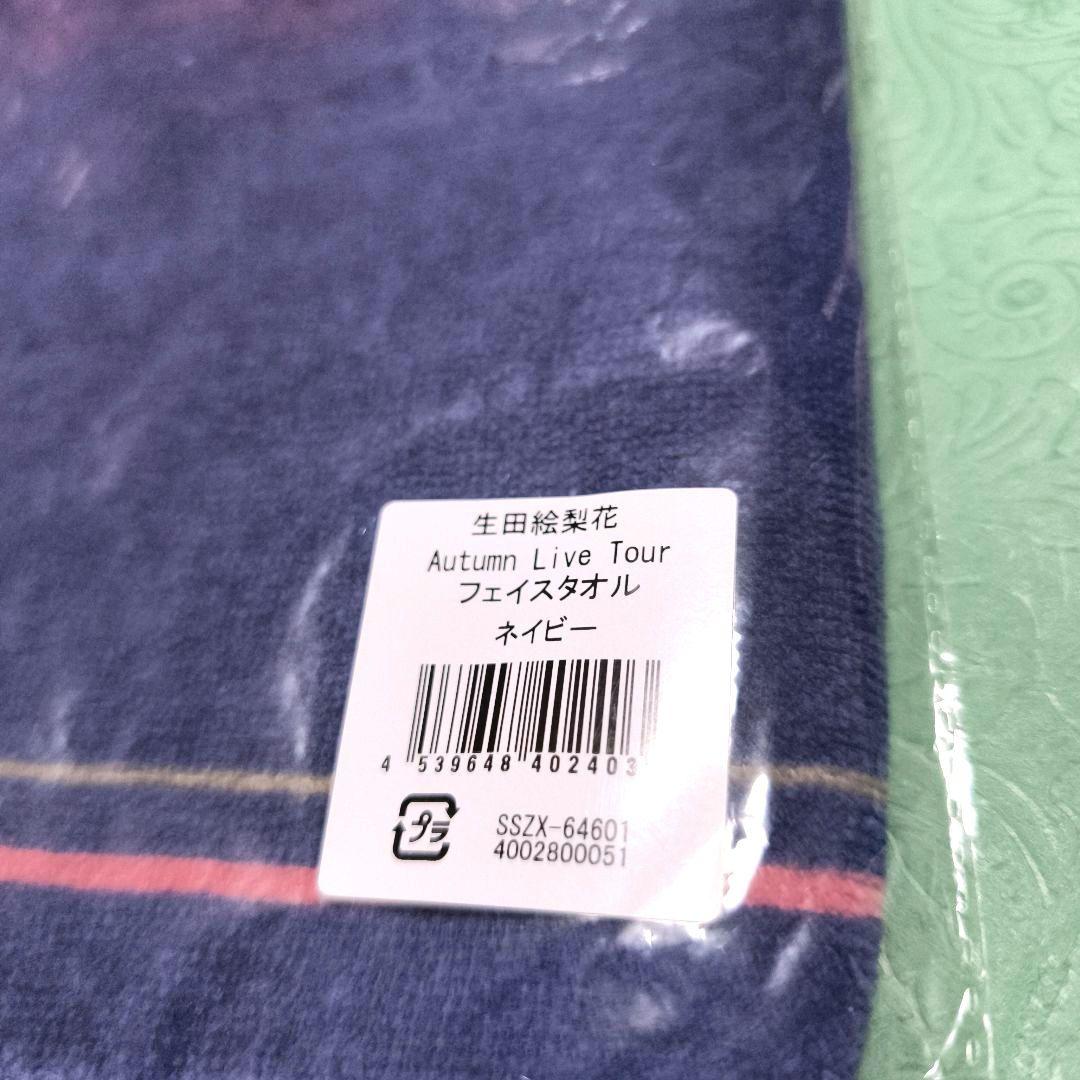 生田絵梨花
Autumn Live Tour
フェイスタオル
ネイビー
4 539648 402403
プラ
SSZX-64601
4002800051